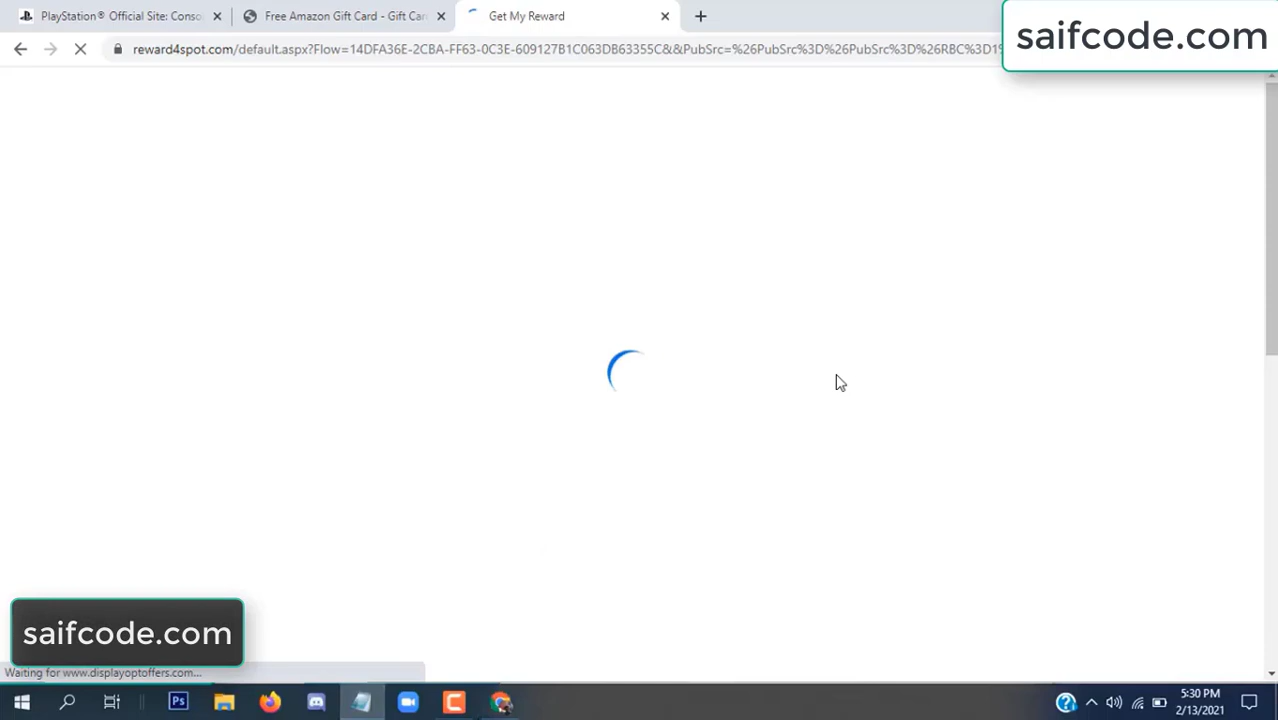 PlayStation® Official Site: Conso
Free Amazon Gift Card - Gift Car
Get My Reward
saifcode.com
reward4spot.com/default.aspx?Flow=14DFA36E-2CBA-FF63-0C3E-609127B1C063DB63355C&&PubSrc=%26PubSrc%3D%26PubSrc%3D%26RBC%3D1%
saifcode.com
Waiting for www.displayoptoffers.com...
Ps
5:30 PM
2/13/2021